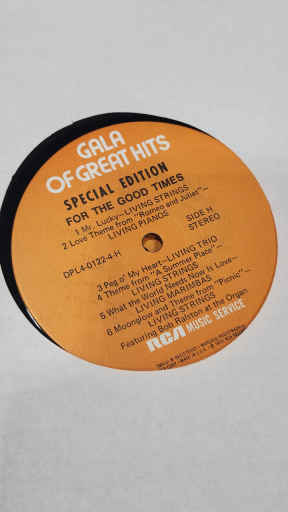 GALA
OF GREAT HITS
SPECIAL EDITION
FOR THE GOOD TIMES
1 Mr. Lucky—LIVING STRINGS
2 Love Theme from "Romeo and Juliet"—
LIVING PIANOS
SIDE H
STEREO
DPL4-0122-4-H
3 Peg o' My Heart—LIVING TRIO
4 Theme from "A Summer Place"—
LIVING STRINGS
5 What the World Needs Now Is Love—
LIVING MARIMBAS
6 Moonglow and Theme from "Picnic"—
LIVING STRINGS
Featuring Bob Ralston at the Organ
RCA MUSIC SERVICE